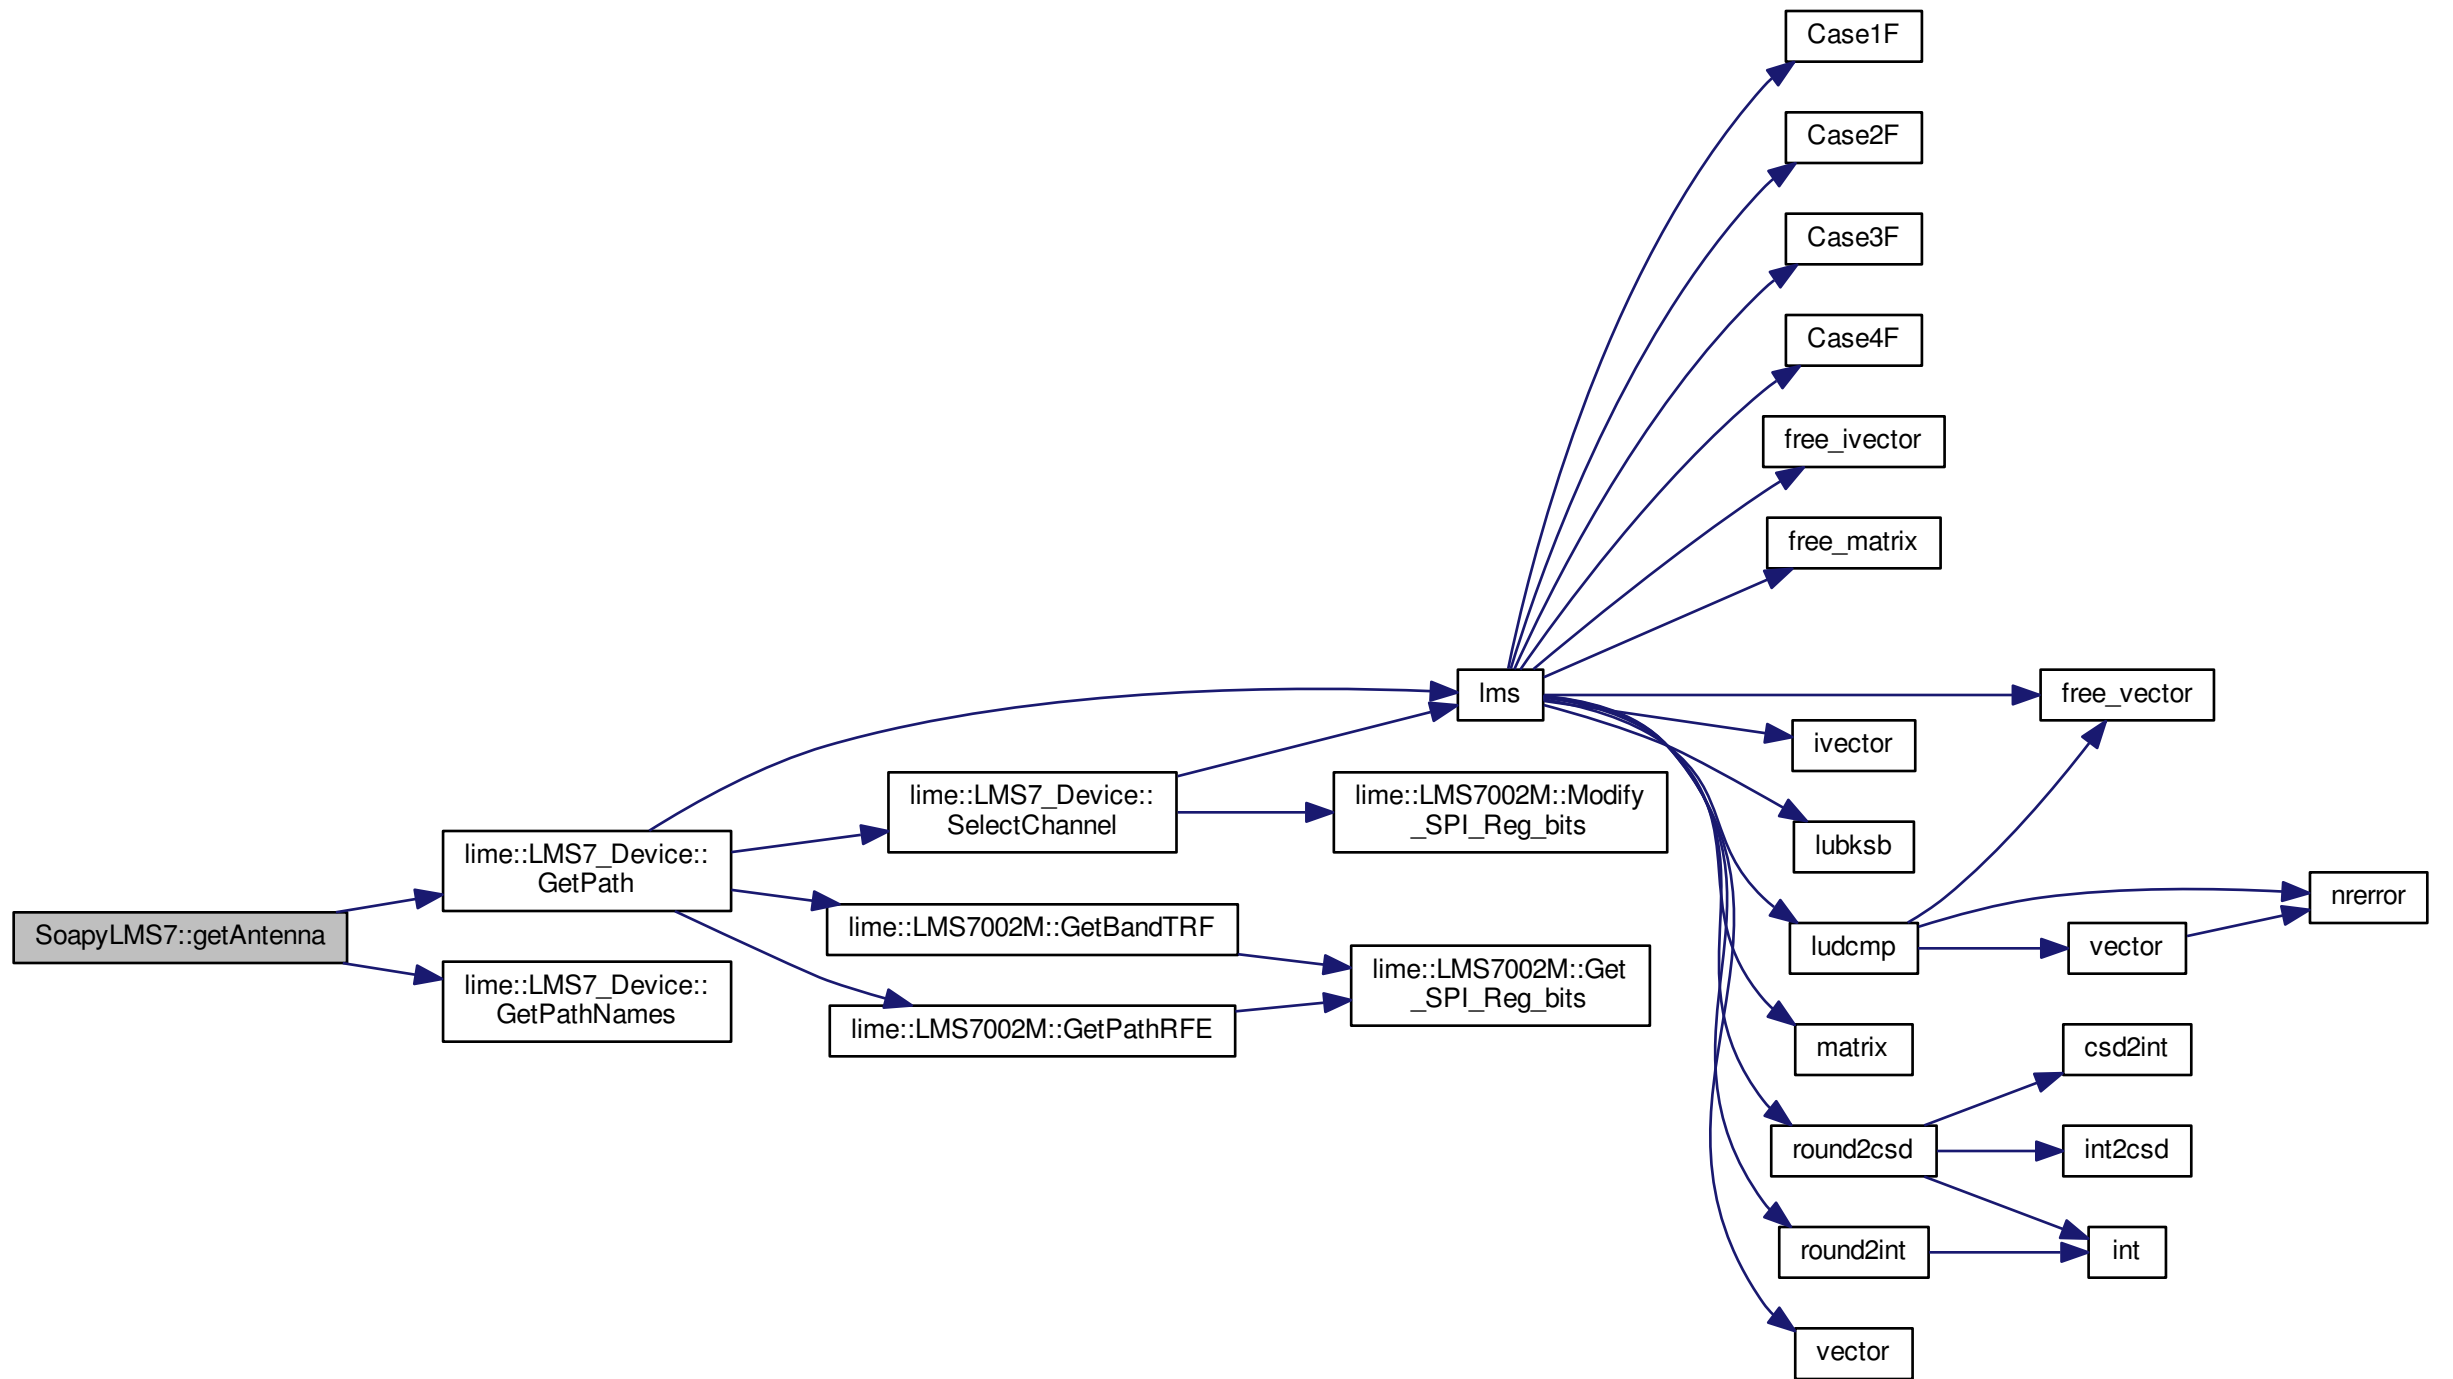 SoapyLMS7::getAntenna
lime::LMS7_Device::
GetPath
lime::LMS7_Device::
GetPathNames
lime::LMS7_Device::
SelectChannel
lime::LMS7002M::GetBandTRF
lime::LMS7002M::GetPathRFE
lms
lime::LMS7002M::Modify
_SPI_Reg_bits
lime::LMS7002M::Get
_SPI_Reg_bits
Case1F
Case2F
Case3F
Case4F
free_ivector
free_matrix
ivector
lubksb
ludcmp
matrix
round2csd
round2int
vector
free_vector
vector
csd2int
int2csd
int
nrerror